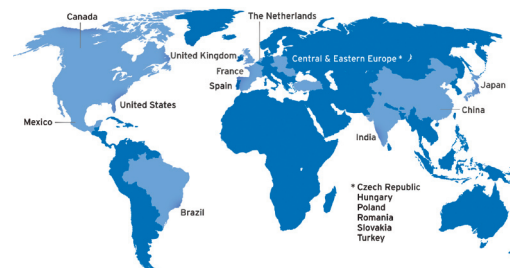 Canada
The Netherlands
United Kingdom
Central & Eastern Europe *
France
Spain
Japan
United States
China
Mexico
India
* Czech Republic
Hungary
Poland
Romania
Slovakia
Turkey
Brazil